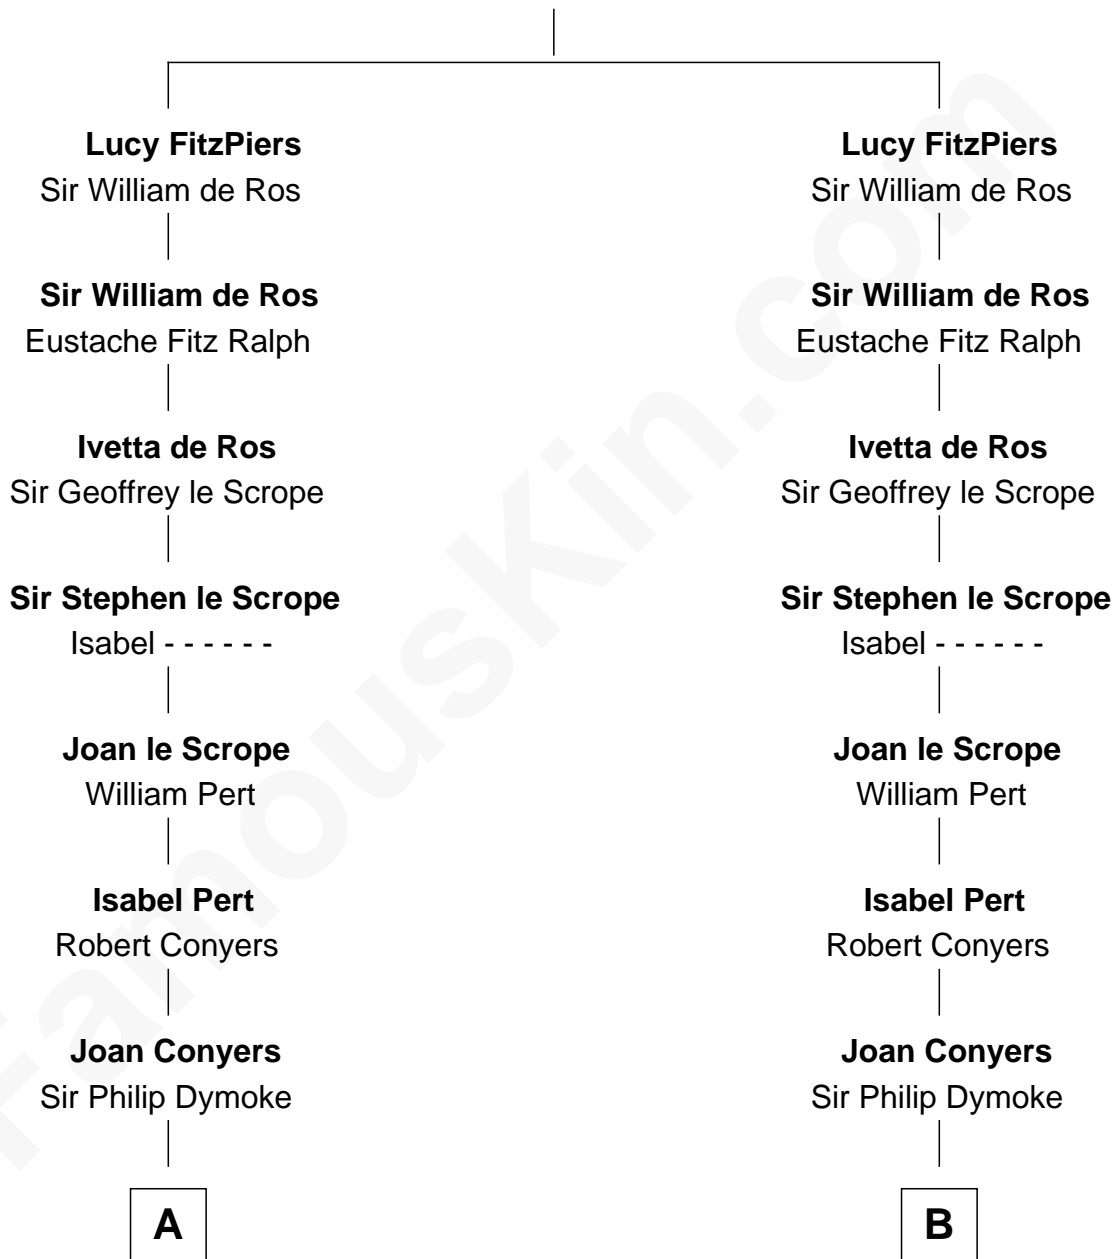 Lucy FitzPiers Lucy FitzPiers
Sir William de Ros Sir William de Ros
Sir William de Ros Sir William de Ros
Eustache Fitz Ralph Eustache Fitz Ralph
Ivetta de Ros Ivetta de Ros
Sir Geoffrey le Scrope Sir Geoffrey le Scrope
Sir Stephen le Scrope Sir Stephen le Scrope
Isabel - - - - - - Isabel - - - - - -
Joan le Scrope Joan le Scrope
William Pert William Pert
Isabel Pert Isabel Pert
Robert Conyers Robert Conyers
Joan Conyers Joan Conyers
Sir Philip Dymoke Sir Philip Dymoke
A B
FamousKin.com